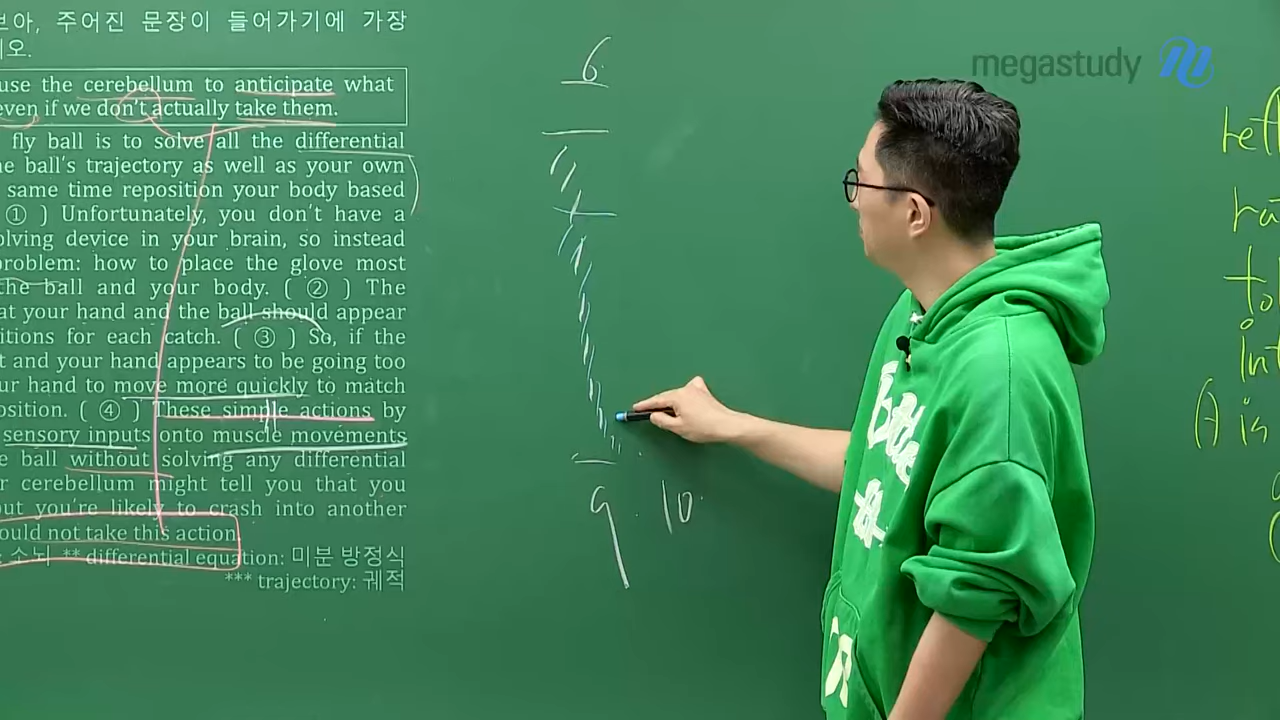 보아, 주어진 문장이 들어가기에 가장
시오.
use the cerebellum to anticipate what
even if we don't actually take them.
fly ball is to solve all the differential
he ball's trajectory as well as your own
same time reposition your body based
① ) Unfortunately, you don't have a
olving device in your brain, so instead
problem: how to place the glove most
the ball and your body. ( ② ) The
at your hand and the ball should appear
itions for each catch. ( ③ ) So, if the
t and your hand appears to be going too
ur hand to move more quickly to match
osition. ( ④ ) These simple actions by
sensory inputs onto muscle movements
e ball without solving any differential
r cerebellum might tell you that you
out you're likely to crash into another
ould not take this action
: 소뇌 ** differential equation: 미분 방정식
*** trajectory: 궤적
6.
9. 10.
megastudy